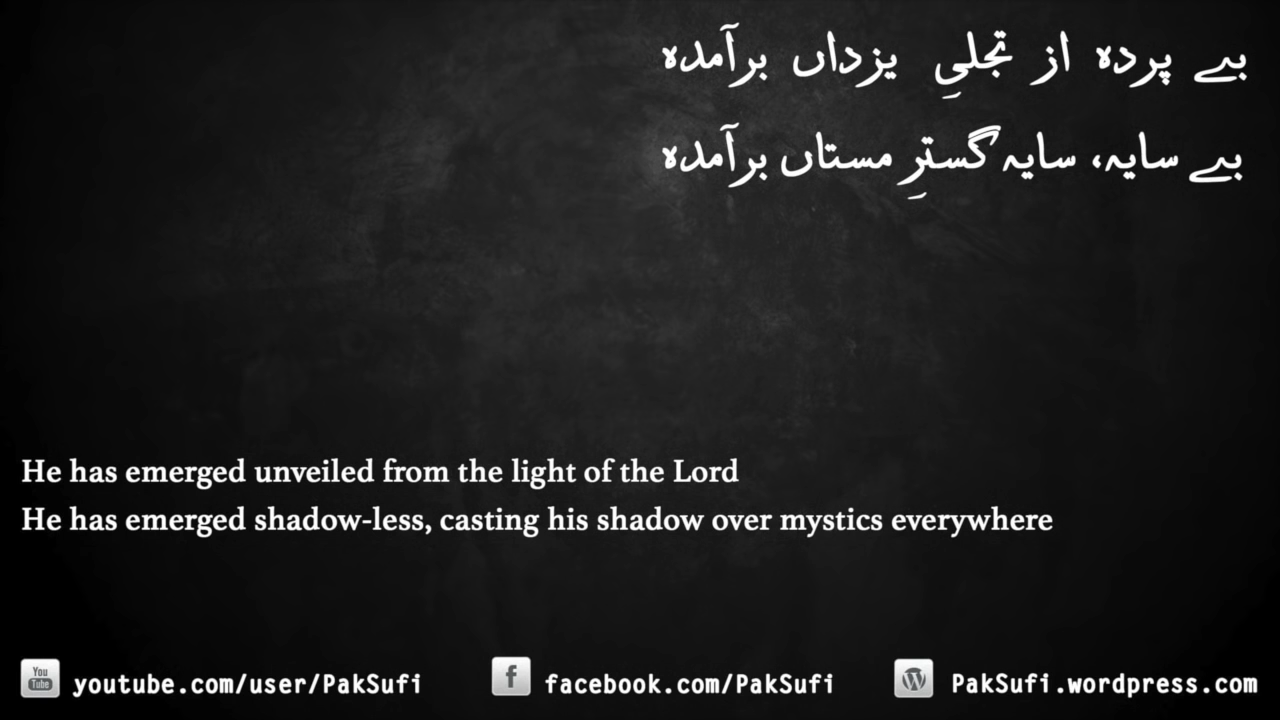 بے پردہ از تجلیِ یزداں برآمدہ
بے سایہ، سایہ گسترِ مستاں برآمدہ
He has emerged unveiled from the light of the Lord
He has emerged shadow-less, casting his shadow over mystics everywhere
You Tube youtube.com/user/PakSufi f facebook.com/PakSufi W PakSufi.wordpress.com